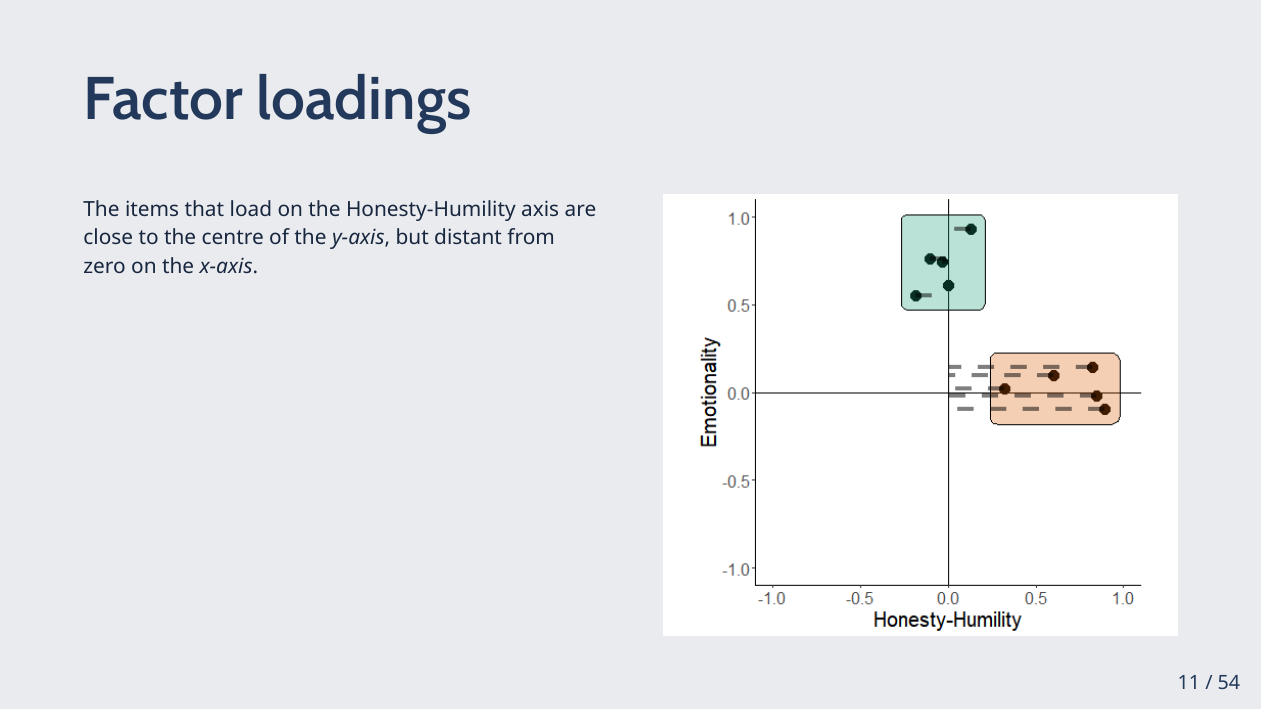 Factor loadings
The items that load on the Honesty-Humility axis are
close to the centre of the y-axis, but distant from
zero on the x-axis.
1.0
0.5
0.0
-0.5
-1.0
Emotionality
-1.0 -0.5 0.0 0.5 1.0
Honesty-Humility
11 / 54